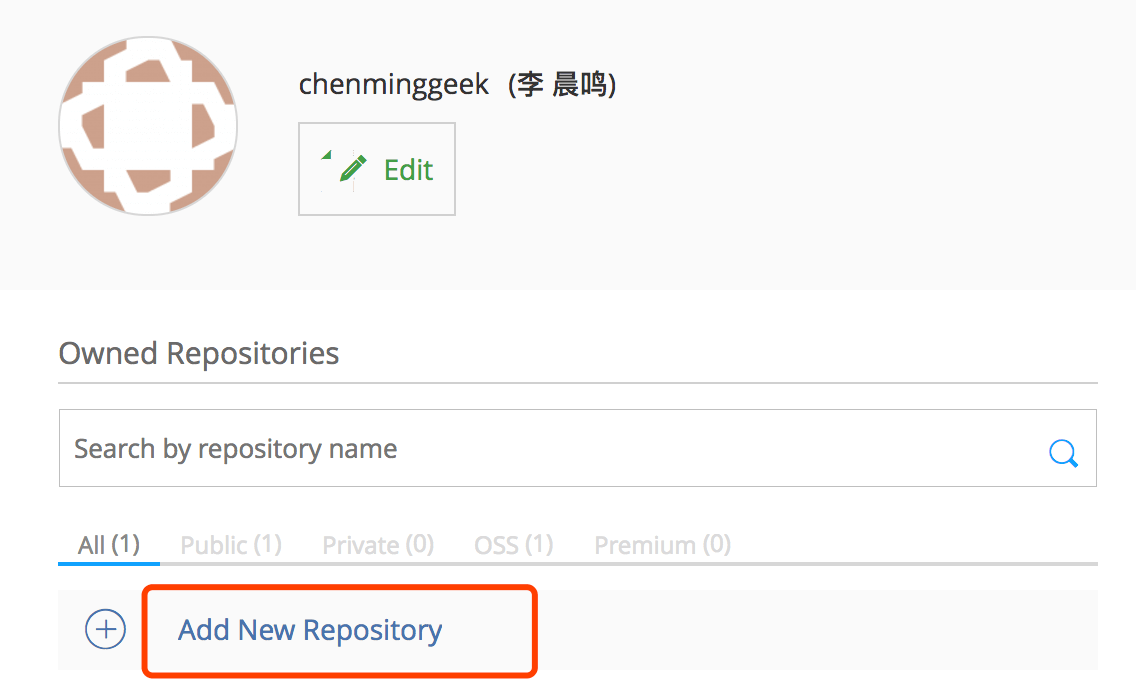 chenminggeek (李 晨鸣)
Edit
Owned Repositories
Search by repository name
All (1) Public (1) Private (0) OSS (1) Premium (0)
Add New Repository